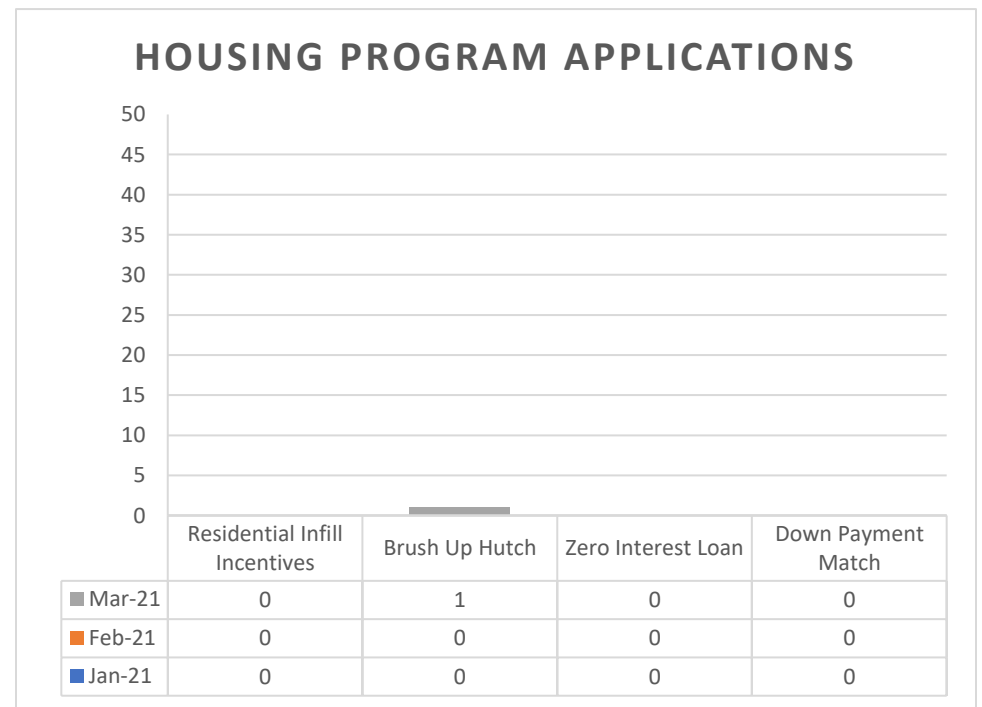 HOUSING PROGRAM APPLICATIONS
50
45
40
35
30
25
20
15
10
5
0
Residential Infill
Incentives
Brush Up Hutch
Zero Interest Loan
Down Payment
Match
Mar-21 0 1 0 0
Feb-21 0 0 0 0
Jan-21 0 0 0 0